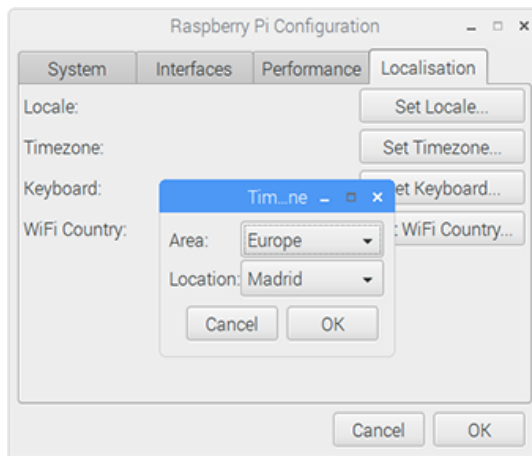 Raspberry Pi Configuration
System Interfaces Performance Localisation
Locale: Set Locale...
Timezone: Set Timezone...
Keyboard: et Keyboard...
Tim...ne
WiFi Country: WiFi Country...
Area: Europe
Location: Madrid
Cancel OK
Cancel OK